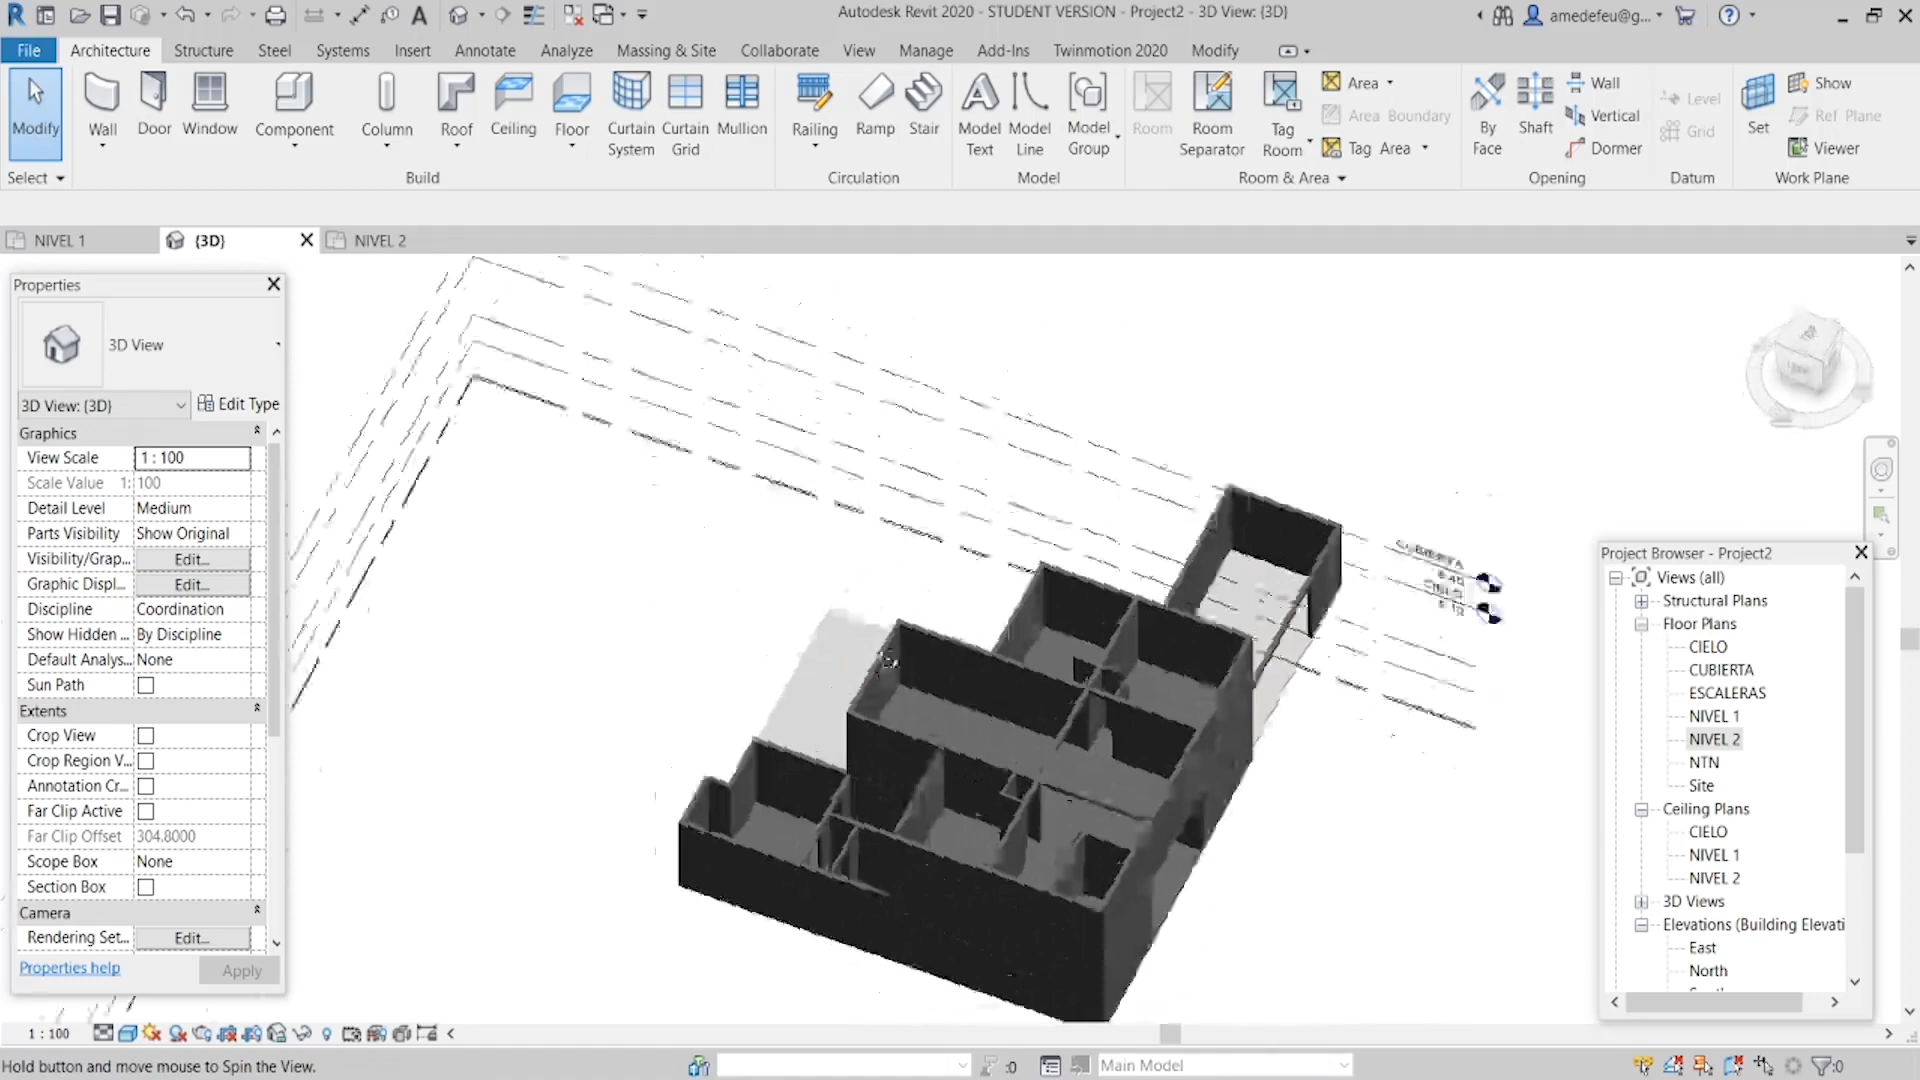 Autodesk Revit 2020 - STUDENT VERSION - Project2 - 3D View: {3D}
amedefeu@g...
File Architecture Structure Steel Systems Insert Annotate Analyze Massing & Site Collaborate View Manage Add-Ins Twinmotion 2020 Modify
Modify
Wall
Door
Window
Component
Column
Roof
Ceiling
Floor
Curtain System
Curtain Grid
Mullion
Railing
Ramp
Stair
Model Text
Model Line
Model Group
Room
Room Separator
Tag Room
Area
Area Boundary
Tag Area
By Face
Shaft
Wall
Vertical
Dormer
Level
Grid
Set
Show
Ref Plane
Viewer
Select Build Circulation Model Room & Area Opening Datum Work Plane
NIVEL 1 {3D} NIVEL 2
Properties
3D View
3D View: {3D} Edit Type
Graphics
View Scale 1 : 100
Scale Value 1: 100
Detail Level Medium
Parts Visibility Show Original
Visibility/Grap... Edit...
Graphic Displ... Edit...
Discipline Coordination
Show Hidden ... By Discipline
Default Analys... None
Sun Path
Extents
Crop View
Crop Region V...
Annotation Cr...
Far Clip Active
Far Clip Offset 304.8000
Scope Box None
Section Box
Camera
Rendering Set... Edit...
Properties help Apply
Project Browser - Project2
Views (all)
Structural Plans
Floor Plans
CIELO
CUBIERTA
ESCALERAS
NIVEL 1
NIVEL 2
NTN
Site
Ceiling Plans
CIELO
NIVEL 1
NIVEL 2
3D Views
Elevations (Building Elevati
East
North
1 : 100
Hold button and move mouse to Spin the View.
:0
Main Model
:0